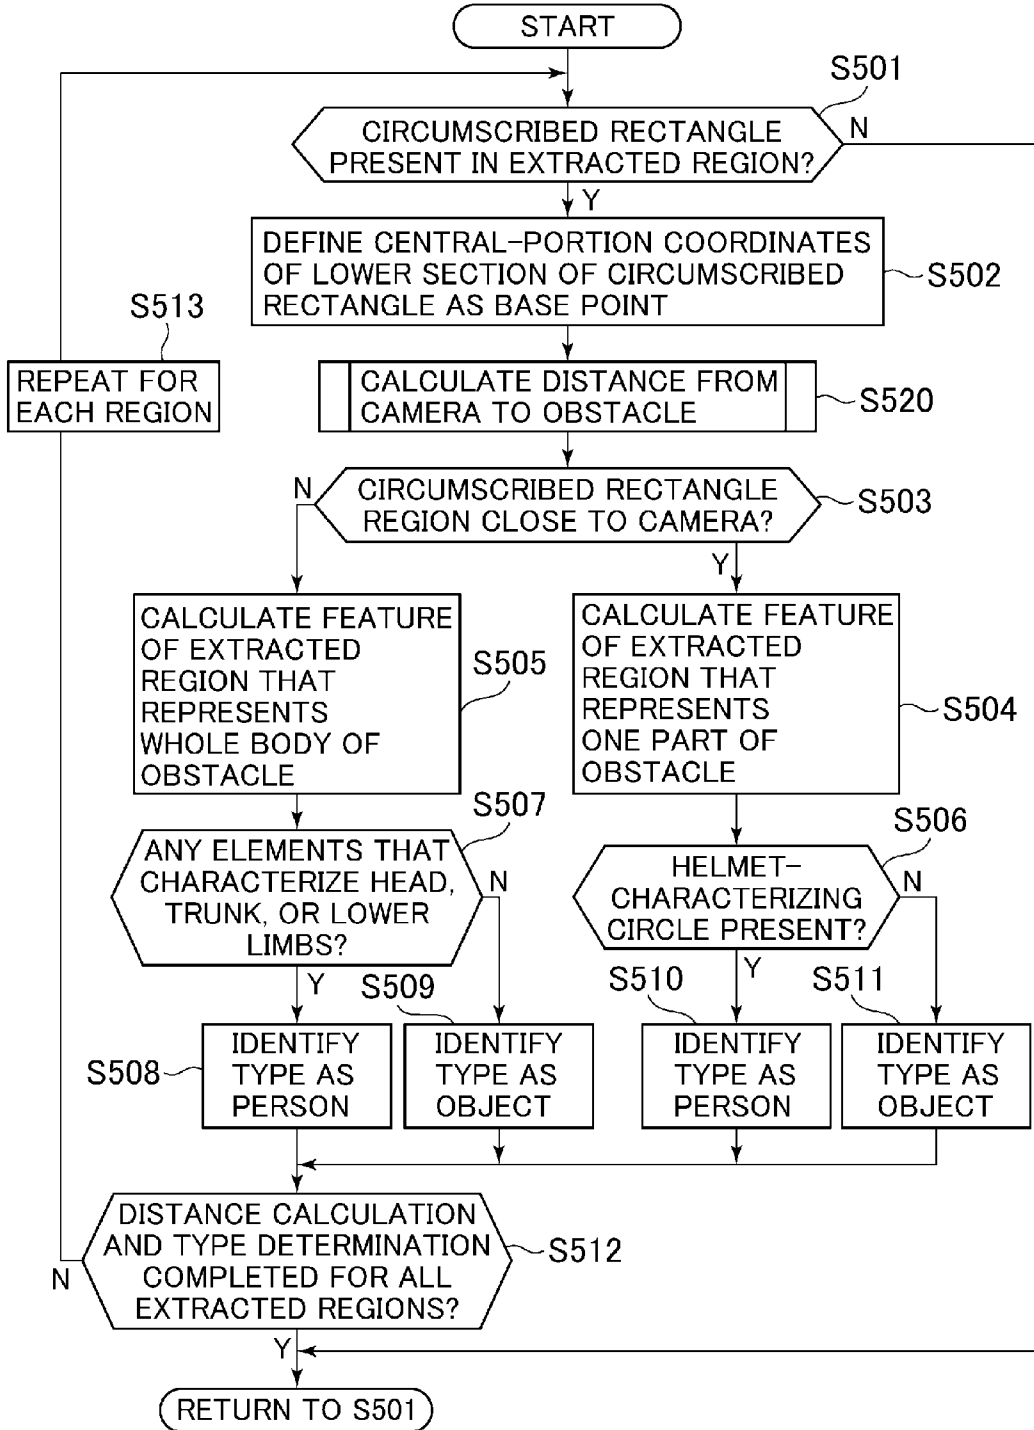 START
S501
CIRCUMSCRIBED RECTANGLE
PRESENT IN EXTRACTED REGION?
N
Y
DEFINE CENTRAL-PORTION COORDINATES
OF LOWER SECTION OF CIRCUMSCRIBED
RECTANGLE AS BASE POINT
S502
S513
REPEAT FOR
EACH REGION
CALCULATE DISTANCE FROM
CAMERA TO OBSTACLE
S520
N
CIRCUMSCRIBED RECTANGLE
REGION CLOSE TO CAMERA?
S503
Y
CALCULATE FEATURE
OF EXTRACTED
REGION THAT
REPRESENTS
WHOLE BODY OF
OBSTACLE
S505
CALCULATE FEATURE
OF EXTRACTED
REGION THAT
REPRESENTS
ONE PART OF
OBSTACLE
S504
S507
ANY ELEMENTS THAT
CHARACTERIZE HEAD,
TRUNK, OR LOWER
LIMBS?
N
Y
S506
HELMET-
CHARACTERIZING
CIRCLE PRESENT?
N
Y
S508
IDENTIFY
TYPE AS
PERSON
S509
IDENTIFY
TYPE AS
OBJECT
S510
IDENTIFY
TYPE AS
PERSON
S511
IDENTIFY
TYPE AS
OBJECT
DISTANCE CALCULATION
AND TYPE DETERMINATION
COMPLETED FOR ALL
EXTRACTED REGIONS?
S512
N
Y
RETURN TO S501